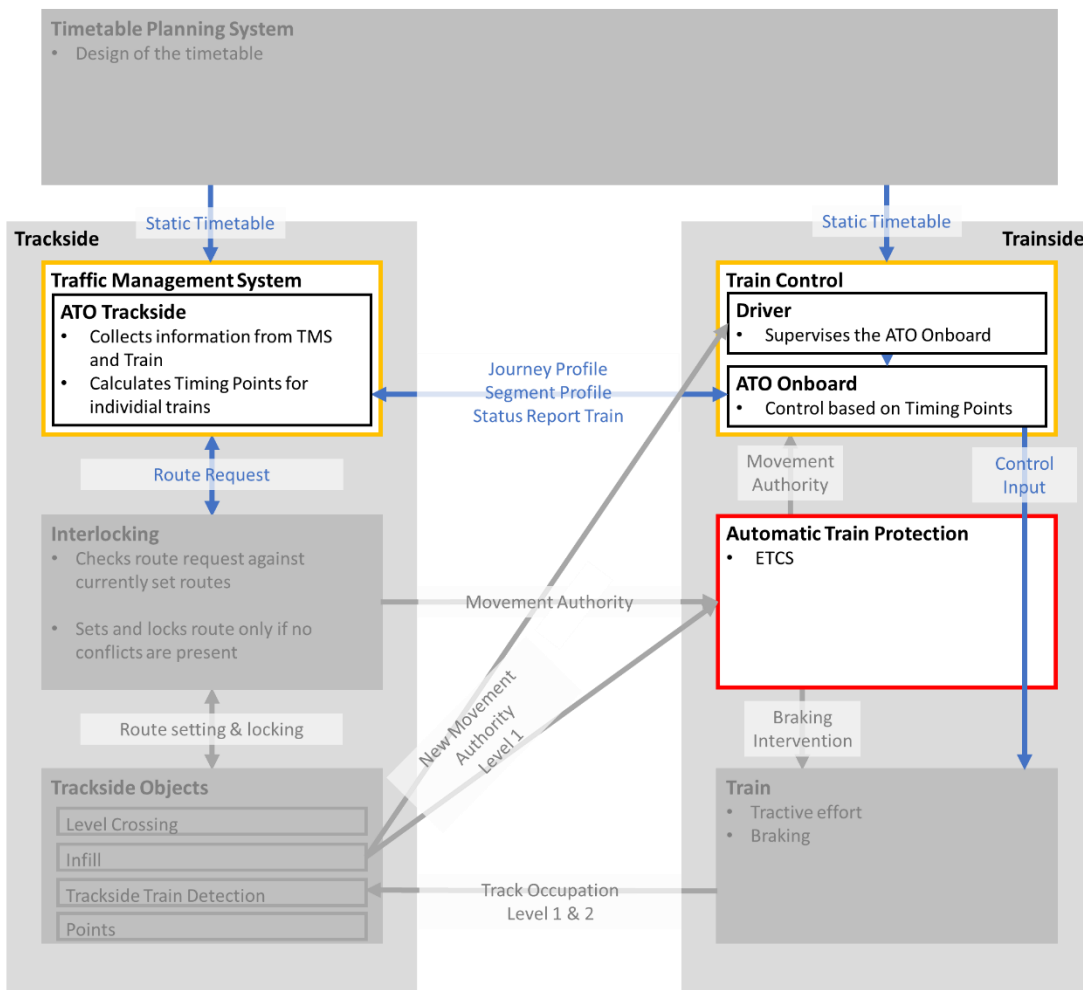 Timetable Planning System
• Design of the timetable
Static Timetable
Static Timetable
Trackside
Trainside
Traffic Management System
ATO Trackside
• Collects information from TMS
and Train
• Calculates Timing Points for
individial trains
Train Control
Driver
• Supervises the ATO Onboard
ATO Onboard
• Control based on Timing Points
Journey Profile
Segment Profile
Status Report Train
Route Request
Movement
Authority
Control
Input
Interlocking
• Checks route request against
currently set routes
• Sets and locks route only if no
conflicts are present
Automatic Train Protection
• ETCS
Movement Authority
New Movement
Authority
Level 1
Route setting & locking
Braking
Intervention
Trackside Objects
Level Crossing
Infill
Trackside Train Detection
Points
Train
• Tractive effort
• Braking
Track Occupation
Level 1 & 2